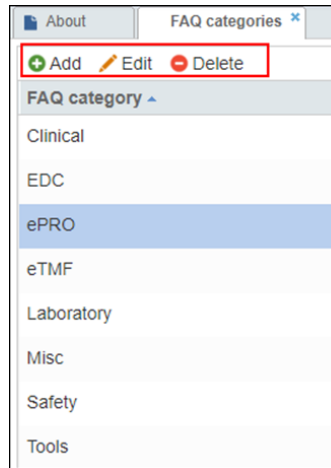 About FAQ categories ×
Add Edit Delete
FAQ category
Clinical
EDC
ePRO
eTMF
Laboratory
Misc
Safety
Tools